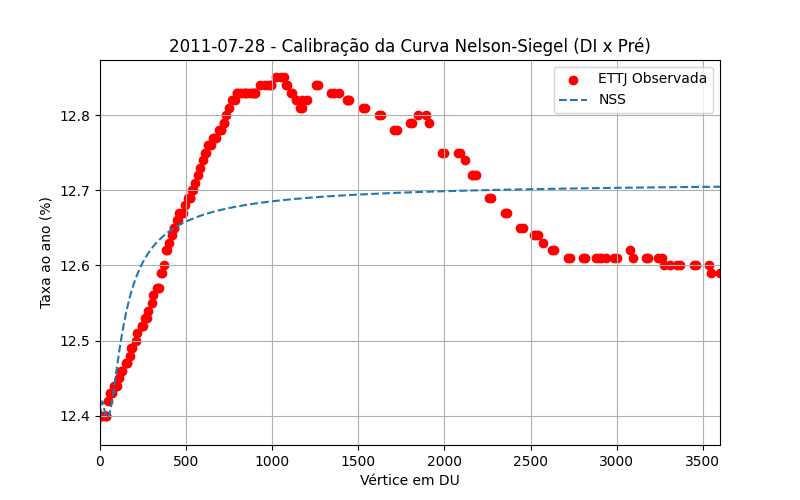 2011-07-28 - Calibração da Curva Nelson-Siegel (DI x Pré)
ETTJ Observada
NSS
Taxa ao ano (%)
12.8
12.7
12.6
12.5
12.4
0 500 1000 1500 2000 2500 3000 3500
Vértice em DU